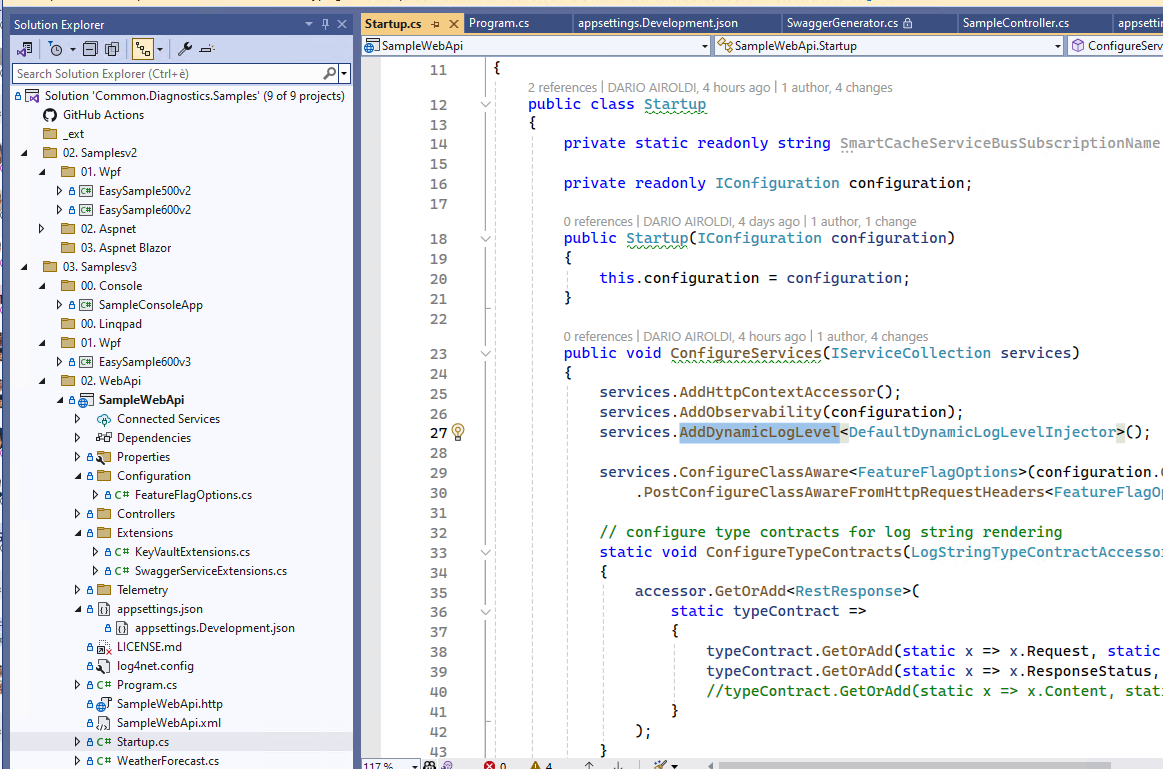 Solution Explorer
Search Solution Explorer (Ctrl+è)
Solution 'Common.Diagnostics.Samples' (9 of 9 projects)
GitHub Actions
_ext
02. Samplesv2
01. Wpf
EasySample500v2
EasySample600v2
02. Aspnet
03. Aspnet Blazor
03. Samplesv3
00. Console
SampleConsoleApp
00. Linqpad
01. Wpf
EasySample600v3
02. WebApi
SampleWebApi
Connected Services
Dependencies
Properties
Configuration
C# FeatureFlagOptions.cs
Controllers
Extensions
C# KeyVaultExtensions.cs
C# SwaggerServiceExtensions.cs
Telemetry
appsettings.json
appsettings.Development.json
LICENSE.md
log4net.config
C# Program.cs
SampleWebApi.http
SampleWebApi.xml
C# Startup.cs
C# WeatherForecast.cs
Startup.cs Program.cs appsettings.Development.json SwaggerGenerator.cs SampleController.cs appsettin
SampleWebApi SampleWebApi.Startup ConfigureServ
11 {
2 references | DARIO AIROLDI, 4 hours ago | 1 author, 4 changes
12 public class Startup
13 {
14 private static readonly string SmartCacheServiceBusSubscriptionName
15
16 private readonly IConfiguration configuration;
17
0 references | DARIO AIROLDI, 4 days ago | 1 author, 1 change
18 public Startup(IConfiguration configuration)
19 {
20 this.configuration = configuration;
21 }
22
0 references | DARIO AIROLDI, 4 hours ago | 1 author, 4 changes
23 public void ConfigureServices(IServiceCollection services)
24 {
25 services.AddHttpContextAccessor();
26 services.AddObservability(configuration);
27 services.AddDynamicLogLevel<DefaultDynamicLogLevelInjector>();
28
29 services.ConfigureClassAware<FeatureFlagOptions>(configuration.
30 .PostConfigureClassAwareFromHttpRequestHeaders<FeatureFlagOp
31
32 // configure type contracts for log string rendering
33 static void ConfigureTypeContracts(LogStringTypeContractAccessor
34 {
35 accessor.GetOrAdd<RestResponse>(
36 static typeContract =>
37 {
38 typeContract.GetOrAdd(static x => x.Request, static
39 typeContract.GetOrAdd(static x => x.ResponseStatus,
40 //typeContract.GetOrAdd(static x => x.Content, stat
41 }
42 );
43 }
117 % 0 4